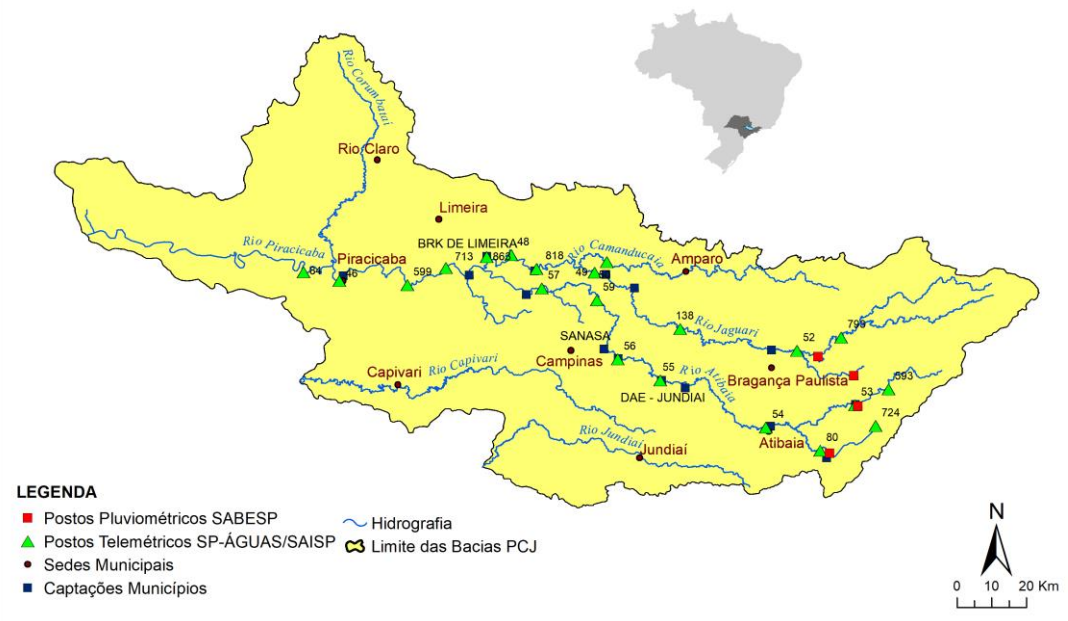 Rio Corumbataí
Rio Claro
Limeira
BRK DE LIMEIRA
48
Rio Piracicaba
Piracicaba
713
863
818
Rio Camanducaia
Amparo
84
46
599
57
49
59
138
Rio Jaguari
52
799
SANASA
Campinas
56
Capivari
Rio Capivari
55
Rio Atibaia
Bragança Paulista
DAE - JUNDIAI
593
53
54
724
Atibaia
80
Rio Jundiaí
Jundiaí
LEGENDA
Postos Pluviométricos SABESP
Postos Telemétricos SP-ÁGUAS/SAISP
Sedes Municipais
Captações Municípios
Hidrografia
Limite das Bacias PCJ
N
0 10 20 Km